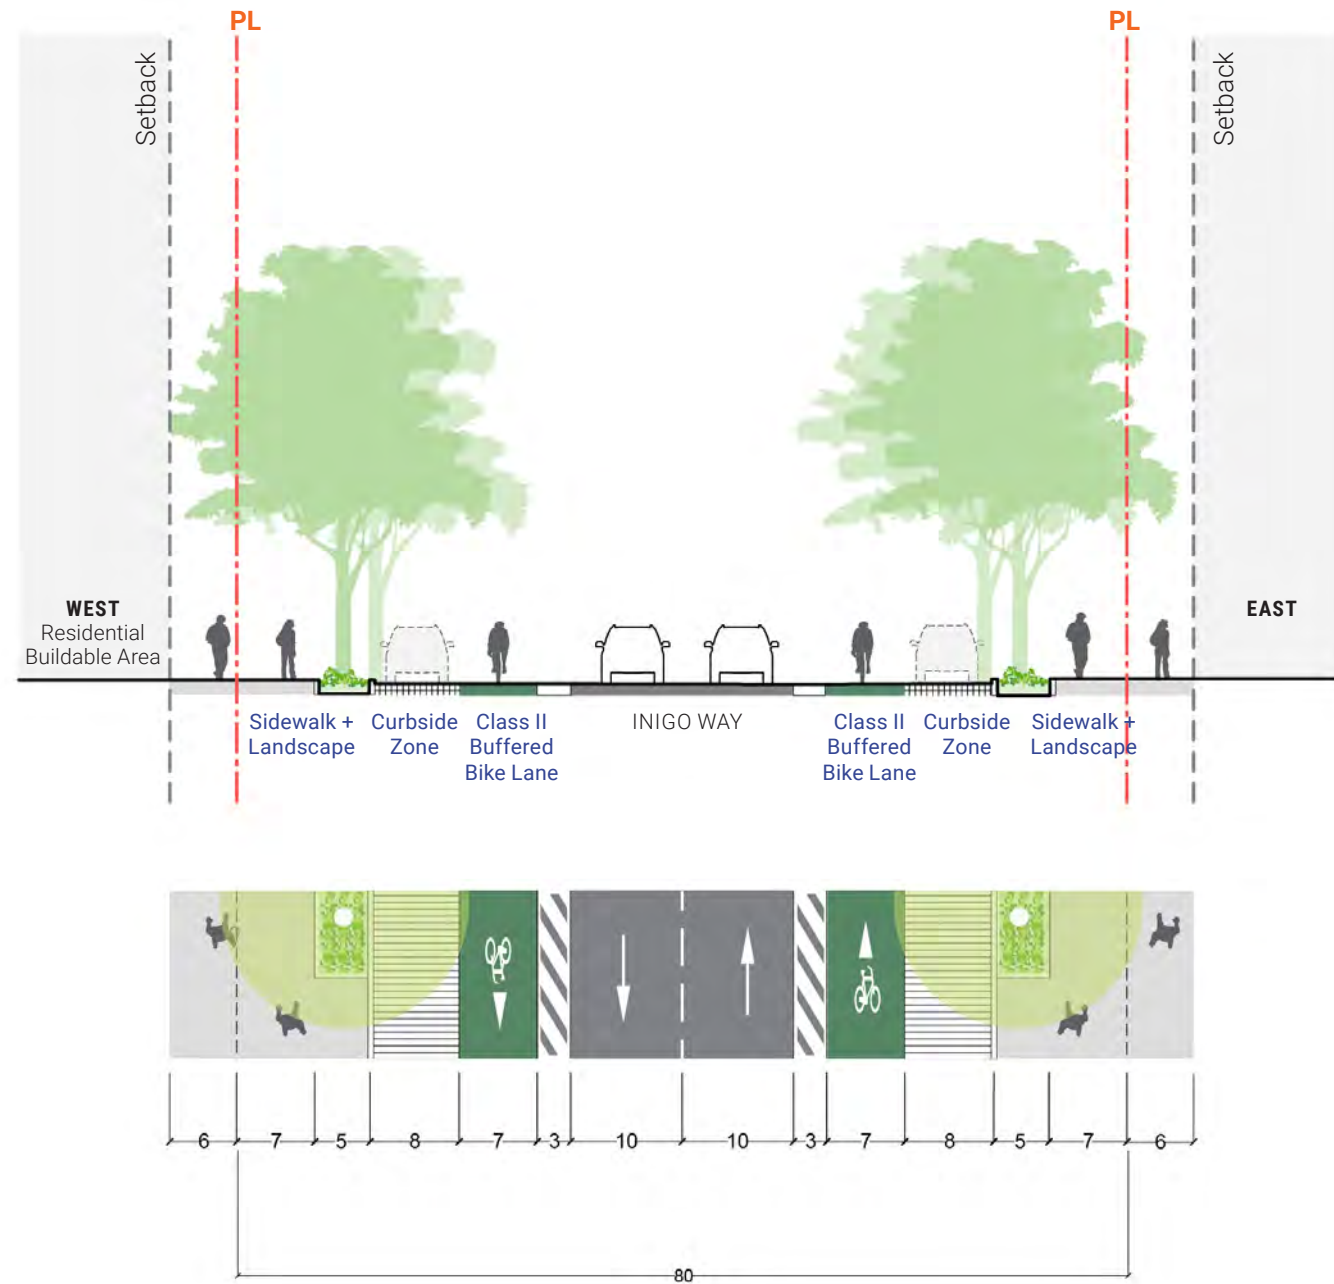 PL
PL
Setback
Setback
WEST
Residential
Buildable Area
EAST
Sidewalk +
Landscape
Curbside
Zone
Class II
Buffered
Bike Lane
INIGO WAY
Class II
Buffered
Bike Lane
Curbside
Zone
Sidewalk +
Landscape
6 7 5 8 7 3 10 10 3 7 8 5 7 6
80